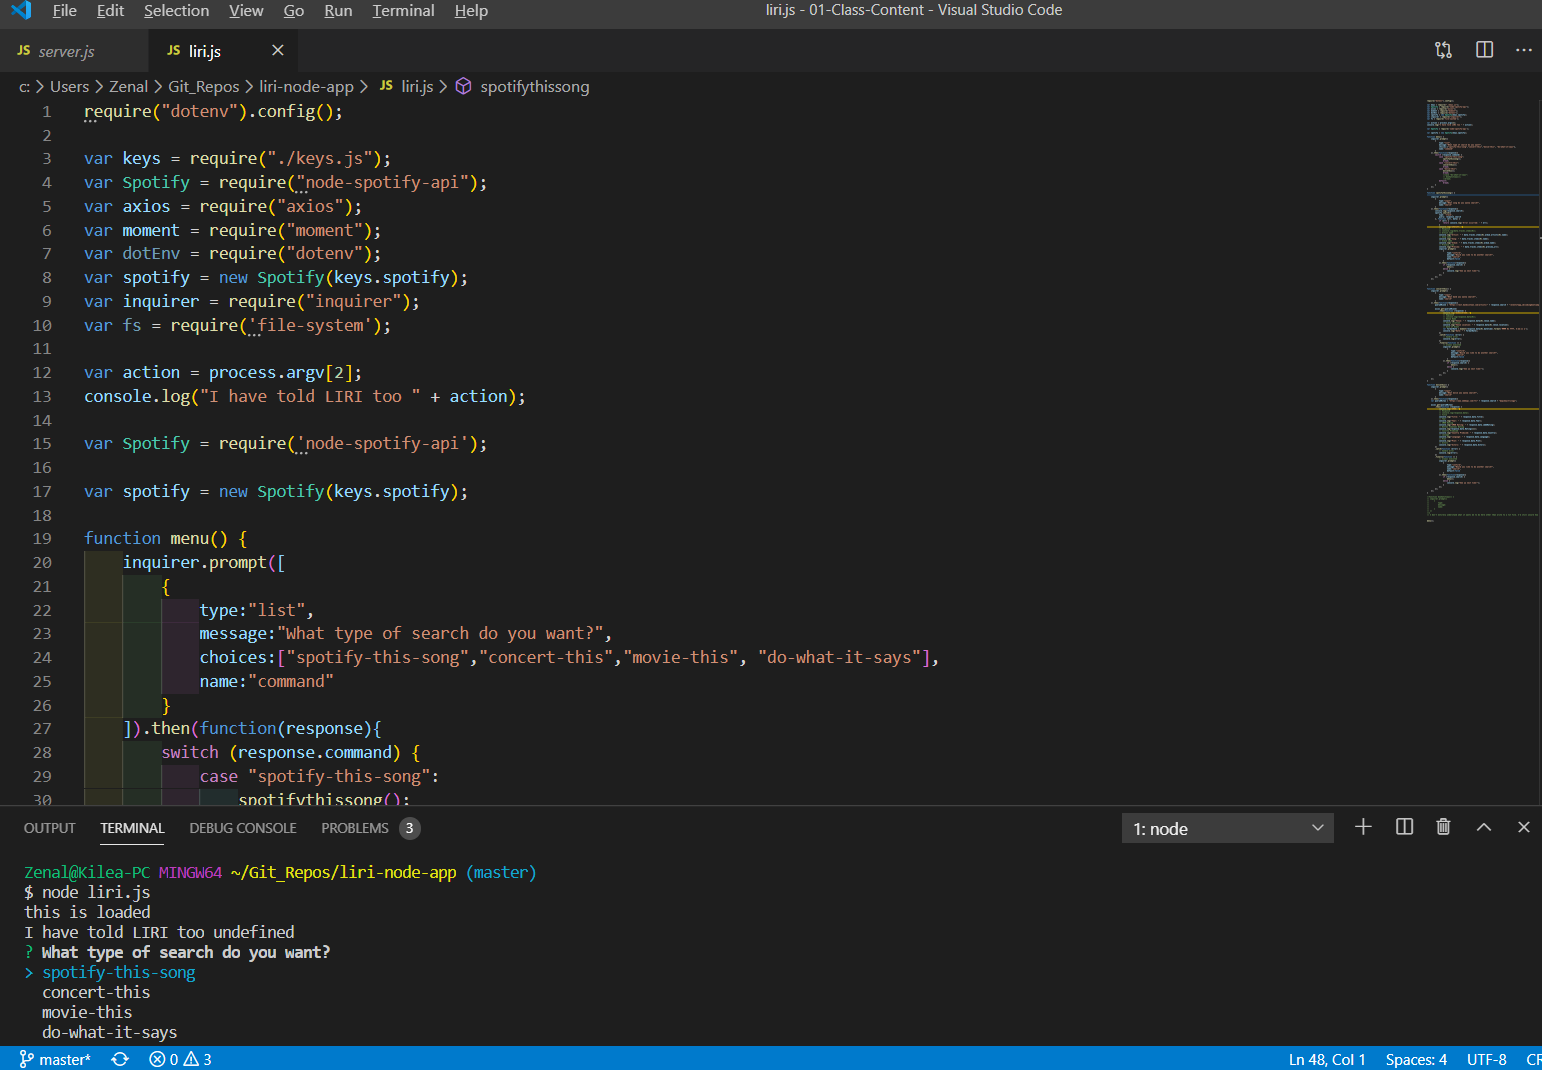 File Edit Selection View Go Run Terminal Help liri.js - 01-Class-Content - Visual Studio Code
JS server.js JS liri.js
c: > Users > Zenal > Git_Repos > liri-node-app > JS liri.js > spotifythissong
1 require("dotenv").config();
2
3 var keys = require("./keys.js");
4 var Spotify = require("node-spotify-api");
5 var axios = require("axios");
6 var moment = require("moment");
7 var dotEnv = require("dotenv");
8 var spotify = new Spotify(keys.spotify);
9 var inquirer = require("inquirer");
10 var fs = require('file-system');
11
12 var action = process.argv[2];
13 console.log("I have told LIRI too " + action);
14
15 var Spotify = require('node-spotify-api');
16
17 var spotify = new Spotify(keys.spotify);
18
19 function menu() {
20 inquirer.prompt([
21 {
22 type:"list",
23 message:"What type of search do you want?",
24 choices:["spotify-this-song","concert-this","movie-this", "do-what-it-says"],
25 name:"command"
26 }
27 ]).then(function(response){
28 switch (response.command) {
29 case "spotify-this-song":
30 spotifythissong();
OUTPUT TERMINAL DEBUG CONSOLE PROBLEMS 3 1: node
Zenal@Kilea-PC MINGW64 ~/Git_Repos/liri-node-app (master)
$ node liri.js
this is loaded
I have told LIRI too undefined
? What type of search do you want?
> spotify-this-song
concert-this
movie-this
do-what-it-says
master* 0 3 Ln 48, Col 1 Spaces: 4 UTF-8 CR